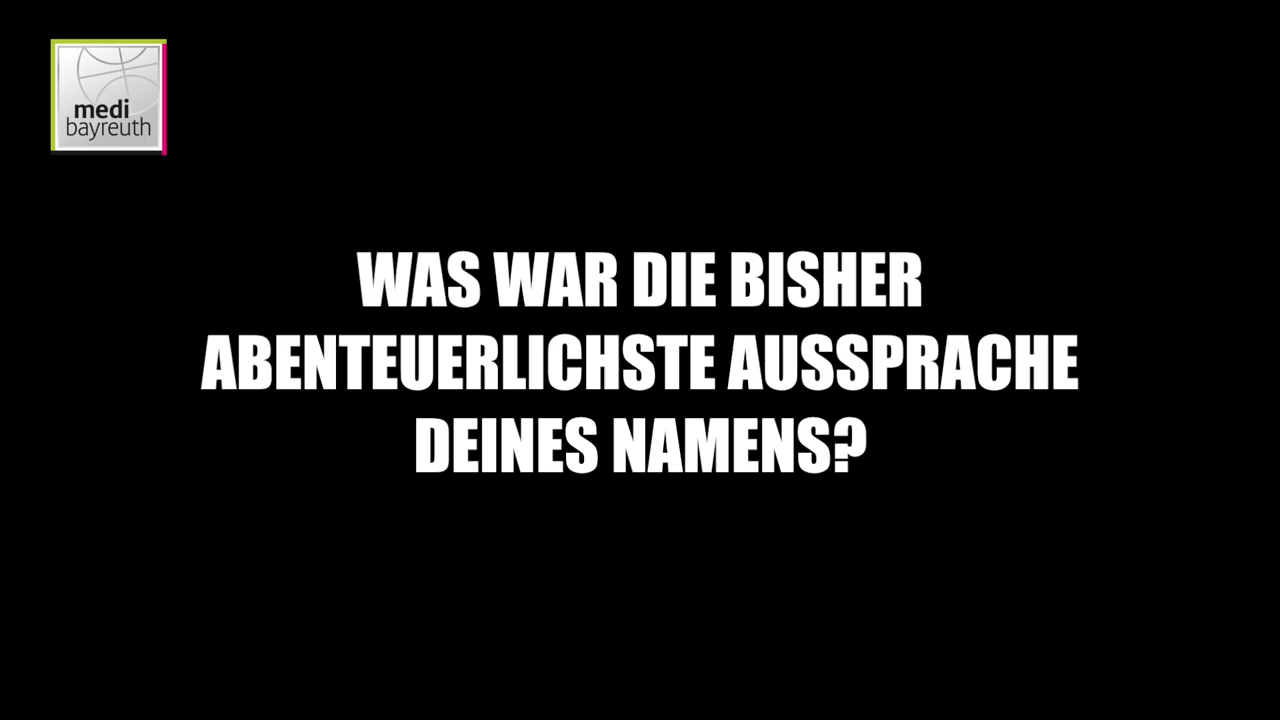 medi
bayreuth
WAS WAR DIE BISHER
ABENTEUERLICHSTE AUSSPRACHE
DEINES NAMENS?